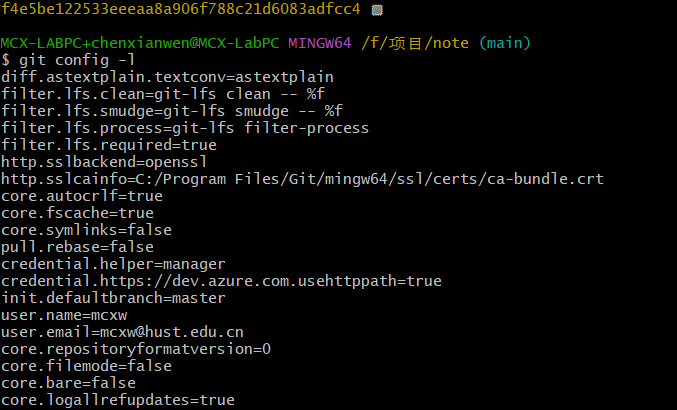 f4e5be122533eeeaa8a906f788c21d6083adfcc4
MCX-LABPC+chenxianwen@MCX-LabPC MINGW64 /f/项目/note (main)
$ git config -l
diff.astextplain.textconv=astextplain
filter.lfs.clean=git-lfs clean -- %f
filter.lfs.smudge=git-lfs smudge -- %f
filter.lfs.process=git-lfs filter-process
filter.lfs.required=true
http.sslbackend=openssl
http.sslcainfo=C:/Program Files/Git/mingw64/ssl/certs/ca-bundle.crt
core.autocrlf=true
core.fscache=true
core.symlinks=false
pull.rebase=false
credential.helper=manager
credential.https://dev.azure.com.usehttppath=true
init.defaultbranch=master
user.name=mcxw
user.email=mcxw@hust.edu.cn
core.repositoryformatversion=0
core.filemode=false
core.bare=false
core.logallrefupdates=true